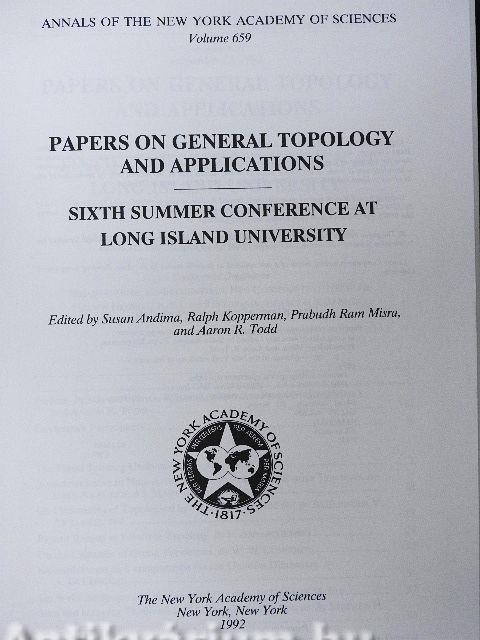 ANNALS OF THE NEW YORK ACADEMY OF SCIENCES
Volume 659
PAPERS ON GENERAL TOPOLOGY
AND APPLICATIONS
SIXTH SUMMER CONFERENCE AT
LONG ISLAND UNIVERSITY
Edited by Susan Andima, Ralph Kopperman, Prabudh Ram Misra,
and Aaron R. Todd
THE NEW YORK ACADEMY OF SCIENCES
·1817·
The New York Academy of Sciences
New York, New York
1992